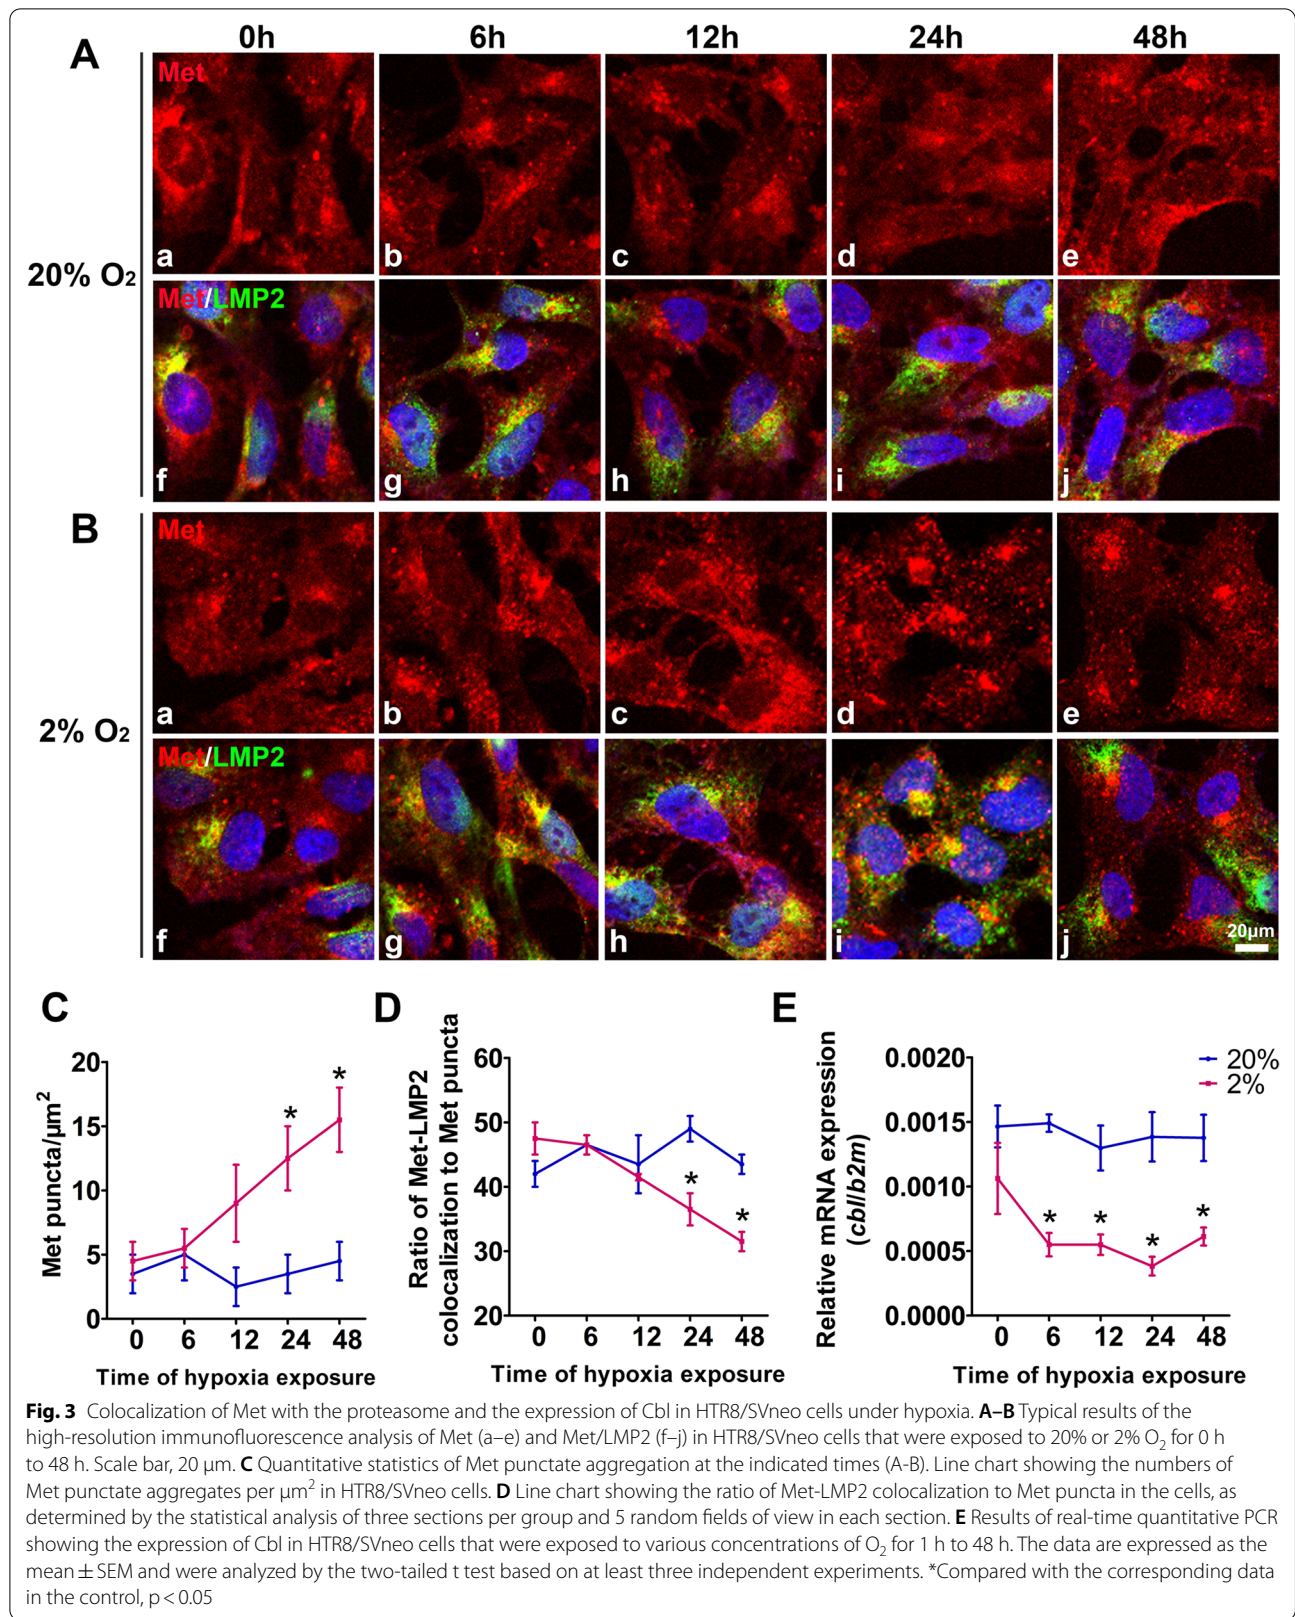 0h 6h 12h 24h 48h
A
20% O2
Met
a b c d e
Met/LMP2
f g h i j
B
2% O2
Met
a b c d e
Met/LMP2
20µm
f g h i j
C
Met puncta/µm2
20
15
10
5
0
* *
0 6 12 24 48
Time of hypoxia exposure
D
Ratio of Met-LMP2
colocalization to Met puncta
60
50
40
30
20
* *
0 6 12 24 48
Time of hypoxia exposure
E
Relative mRNA expression
(cbl/b2m)
0.0020
0.0015
0.0010
0.0005
0.0000
20%
2%
* * * *
0 6 12 24 48
Time of hypoxia exposure
Fig. 3 Colocalization of Met with the proteasome and the expression of Cbl in HTR8/SVneo cells under hypoxia. A–B Typical results of the
high-resolution immunofluorescence analysis of Met (a–e) and Met/LMP2 (f–j) in HTR8/SVneo cells that were exposed to 20% or 2% O2 for 0 h
to 48 h. Scale bar, 20 µm. C Quantitative statistics of Met punctate aggregation at the indicated times (A-B). Line chart showing the numbers of
Met punctate aggregates per µm2 in HTR8/SVneo cells. D Line chart showing the ratio of Met-LMP2 colocalization to Met puncta in the cells, as
determined by the statistical analysis of three sections per group and 5 random fields of view in each section. E Results of real-time quantitative PCR
showing the expression of Cbl in HTR8/SVneo cells that were exposed to various concentrations of O2 for 1 h to 48 h. The data are expressed as the
mean ± SEM and were analyzed by the two-tailed t test based on at least three independent experiments. *Compared with the corresponding data
in the control, p < 0.05